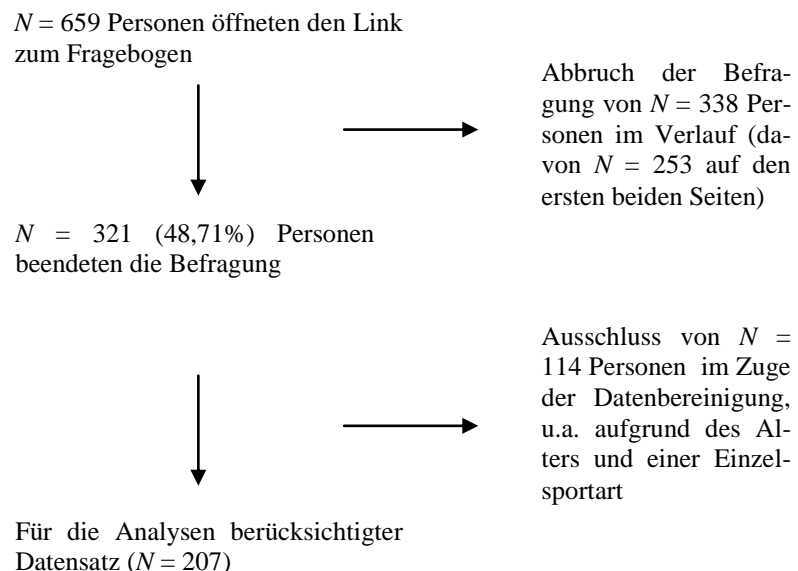 N = 659 Personen öffneten den Link
zum Fragebogen
Abbruch der Befra-
gung von N = 338 Per-
sonen im Verlauf (da-
von N = 253 auf den
ersten beiden Seiten)
N = 321 (48,71%) Personen
beendeten die Befragung
Ausschluss von N =
114 Personen im Zuge
der Datenbereinigung,
u.a. aufgrund des Al-
ters und einer Einzel-
sportart
Für die Analysen berücksichtigter
Datensatz (N = 207)